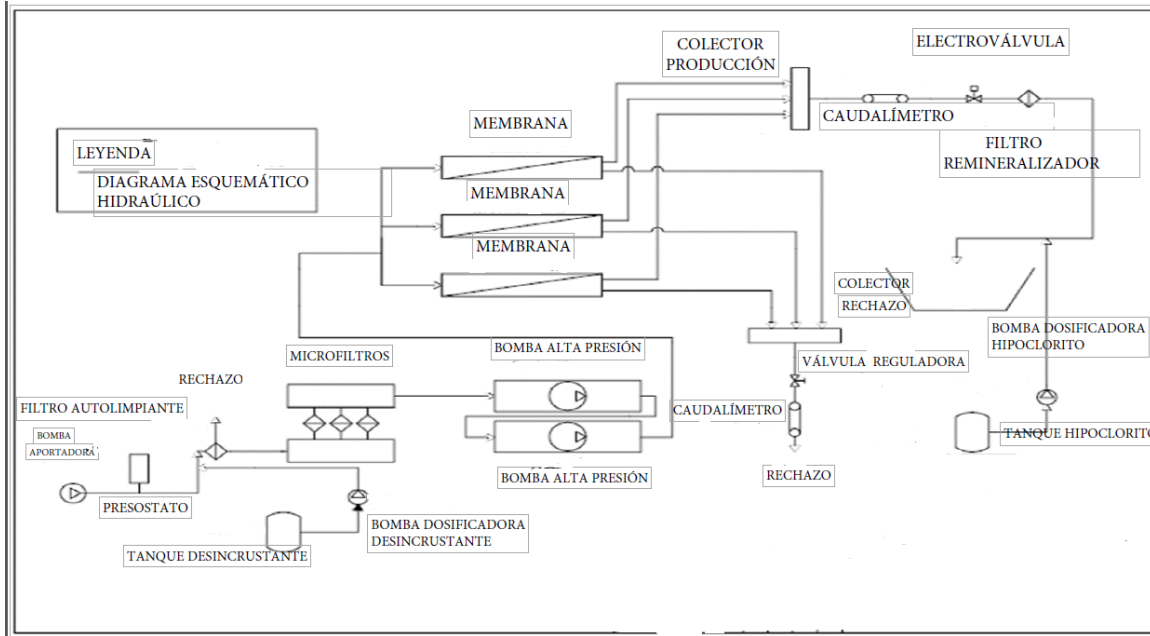 COLECTOR
PRODUCCIÓN
ELECTROVÁLVULA
LEYENDA
DIAGRAMA ESQUEMÁTICO
HIDRAÚLICO
MEMBRANA
MEMBRANA
MEMBRANA
CAUDALÍMETRO
FILTRO
REMINERALIZADOR
COLECTOR
RECHAZO
BOMBA DOSIFICADORA
HIPOCLORITO
MICROFILTROS
BOMBA ALTA PRESIÓN
VÁLVULA REGULADORA
RECHAZO
FILTRO AUTOLIMPIANTE
CAUDALÍMETRO
BOMBA
APORTADORA
TANQUE HIPOCLORITO
BOMBA ALTA PRESIÓN
RECHAZO
PRESOSTATO
BOMBA DOSIFICADORA
DESINCRUSTANTE
TANQUE DESINCRUSTANTE